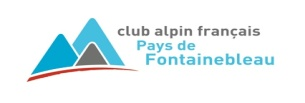 club alpin français
Pays de
Fontainebleau